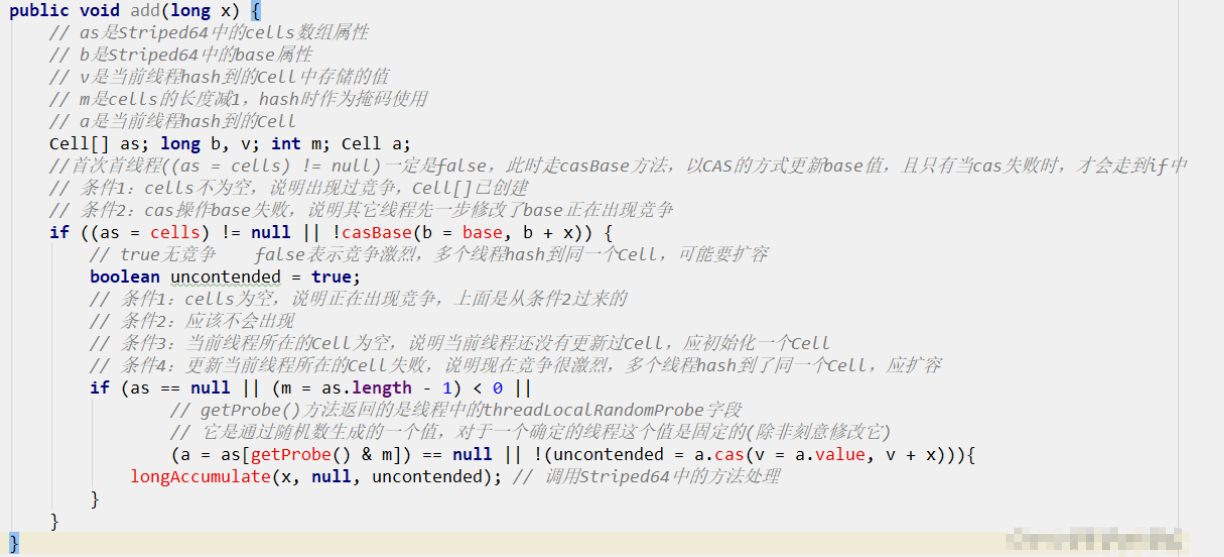 public void add(long x) {
// as是Striped64中的cells数组属性
// b是Striped64中的base属性
// v是当前线程hash到的Cell中存储的值
// m是cells的长度减1，hash时作为掩码使用
// a是当前线程hash到的Cell
Cell[] as; long b, v; int m; Cell a;
//首次首线程((as = cells) != null)一定是false，此时走casBase方法，以CAS的方式更新base值，且只有当cas失败时，才会走到if中
// 条件1：cells不为空，说明出现过竞争，Cell[]已创建
// 条件2：cas操作base失败，说明其它线程先一步修改了base正在出现竞争
if ((as = cells) != null || !casBase(b = base, b + x)) {
// true无竞争 false表示竞争激烈，多个线程hash到同一个Cell，可能要扩容
boolean uncontended = true;
// 条件1：cells为空，说明正在出现竞争，上面是从条件2过来的
// 条件2：应该不会出现
// 条件3：当前线程所在的Cell为空，说明当前线程还没有更新过Cell，应初始化一个Cell
// 条件4：更新当前线程所在的Cell失败，说明现在竞争很激烈，多个线程hash到了同一个Cell，应扩容
if (as == null || (m = as.length - 1) < 0 ||
// getProbe()方法返回的是线程中的threadLocalRandomProbe字段
// 它是通过随机数生成的一个值，对于一个确定的线程这个值是固定的(除非刻意修改它)
(a = as[getProbe() & m]) == null || !(uncontended = a.cas(v = a.value, v + x))){
longAccumulate(x, null, uncontended); // 调用Striped64中的方法处理
}
}
}